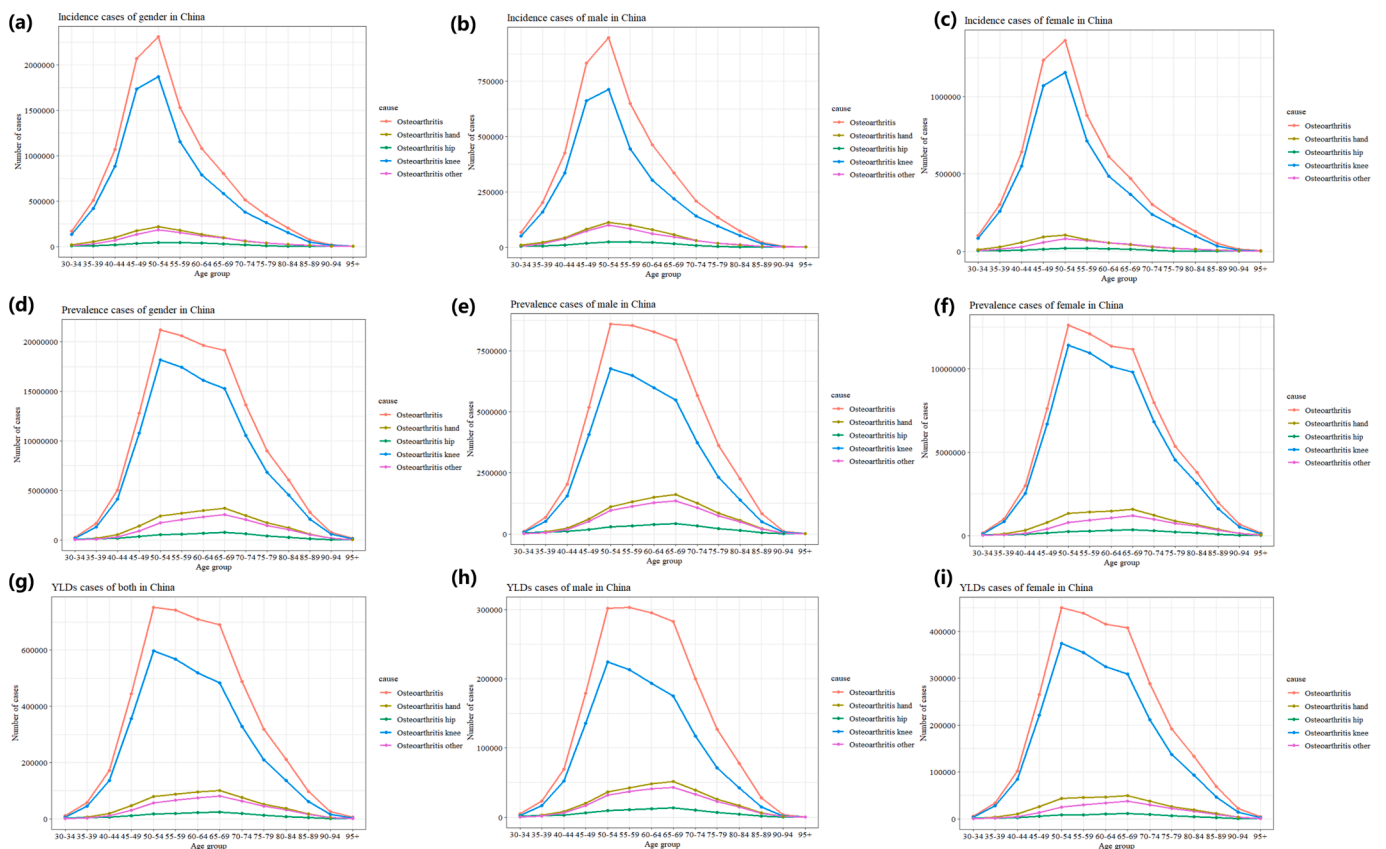 (a)
Incidence cases of gender in China
Number of cases
2000000
1500000
1000000
500000
0
30-34 35-39 40-44 45-49 50-54 55-59 60-64 65-69 70-74 75-79 80-84 85-89 90-94 95+
Age group
cause
Osteoarthritis
Osteoarthritis hand
Osteoarthritis hip
Osteoarthritis knee
Osteoarthritis other
(b)
Incidence cases of male in China
Number of cases
750000
500000
250000
0
30-34 35-39 40-44 45-49 50-54 55-59 60-64 65-69 70-74 75-79 80-84 85-89 90-94 95+
Age group
cause
Osteoarthritis
Osteoarthritis hand
Osteoarthritis hip
Osteoarthritis knee
Osteoarthritis other
(c)
Incidence cases of female in China
Number of cases
1000000
500000
0
30-34 35-39 40-44 45-49 50-54 55-59 60-64 65-69 70-74 75-79 80-84 85-89 90-94 95+
Age group
cause
Osteoarthritis
Osteoarthritis hand
Osteoarthritis hip
Osteoarthritis knee
Osteoarthritis other
(d)
Prevalence cases of gender in China
Number of cases
20000000
15000000
10000000
5000000
0
30-34 35-39 40-44 45-49 50-54 55-59 60-64 65-69 70-74 75-79 80-84 85-89 90-94 95+
Age group
cause
Osteoarthritis
Osteoarthritis hand
Osteoarthritis hip
Osteoarthritis knee
Osteoarthritis other
(e)
Prevalence cases of male in China
Number of cases
7500000
5000000
2500000
0
30-34 35-39 40-44 45-49 50-54 55-59 60-64 65-69 70-74 75-79 80-84 85-89 90-94 95+
Age group
cause
Osteoarthritis
Osteoarthritis hand
Osteoarthritis hip
Osteoarthritis knee
Osteoarthritis other
(f)
Prevalence cases of female in China
Number of cases
10000000
5000000
0
30-34 35-39 40-44 45-49 50-54 55-59 60-64 65-69 70-74 75-79 80-84 85-89 90-94 95+
Age group
cause
Osteoarthritis
Osteoarthritis hand
Osteoarthritis hip
Osteoarthritis knee
Osteoarthritis other
(g)
YLDs cases of both in China
Number of cases
600000
400000
200000
0
30-34 35-39 40-44 45-49 50-54 55-59 60-64 65-69 70-74 75-79 80-84 85-89 90-94 95+
Age group
cause
Osteoarthritis
Osteoarthritis hand
Osteoarthritis hip
Osteoarthritis knee
Osteoarthritis other
(h)
YLDs cases of male in China
Number of cases
300000
200000
100000
0
30-34 35-39 40-44 45-49 50-54 55-59 60-64 65-69 70-74 75-79 80-84 85-89 90-94 95+
Age group
cause
Osteoarthritis
Osteoarthritis hand
Osteoarthritis hip
Osteoarthritis knee
Osteoarthritis other
(i)
YLDs cases of female in China
Number of cases
400000
300000
200000
100000
0
30-34 35-39 40-44 45-49 50-54 55-59 60-64 65-69 70-74 75-79 80-84 85-89 90-94 95+
Age group
cause
Osteoarthritis
Osteoarthritis hand
Osteoarthritis hip
Osteoarthritis knee
Osteoarthritis other